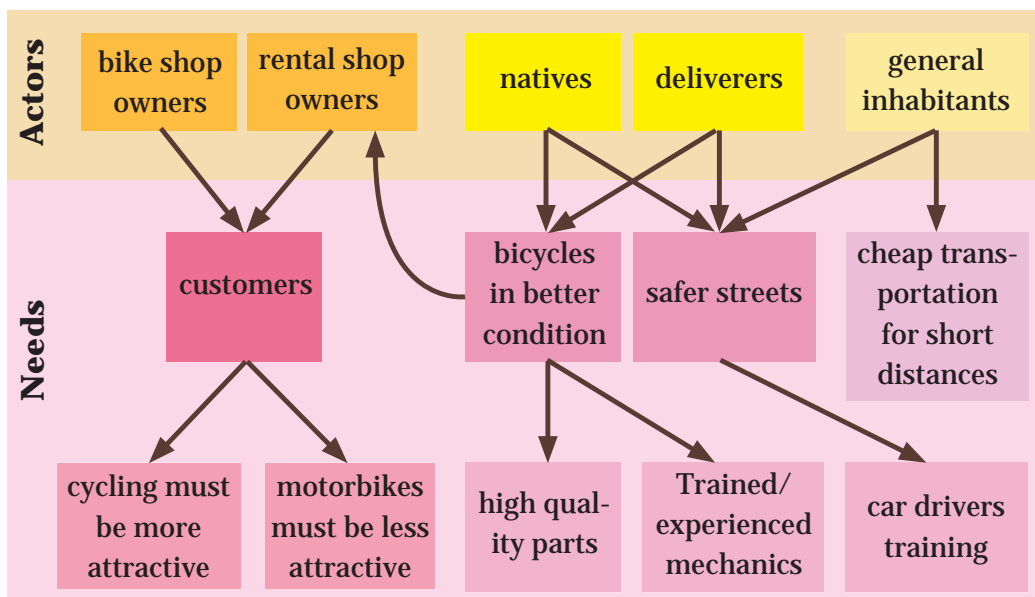 Actors
bike shop
owners
rental shop
owners
natives
deliverers
general
inhabitants
Needs
customers
bicycles
in better
condition
safer streets
cheap trans-
portation
for short
distances
cycling must
be more
attractive
motorbikes
must be less
attractive
high qual-
ity parts
Trained/
experienced
mechanics
car drivers
training